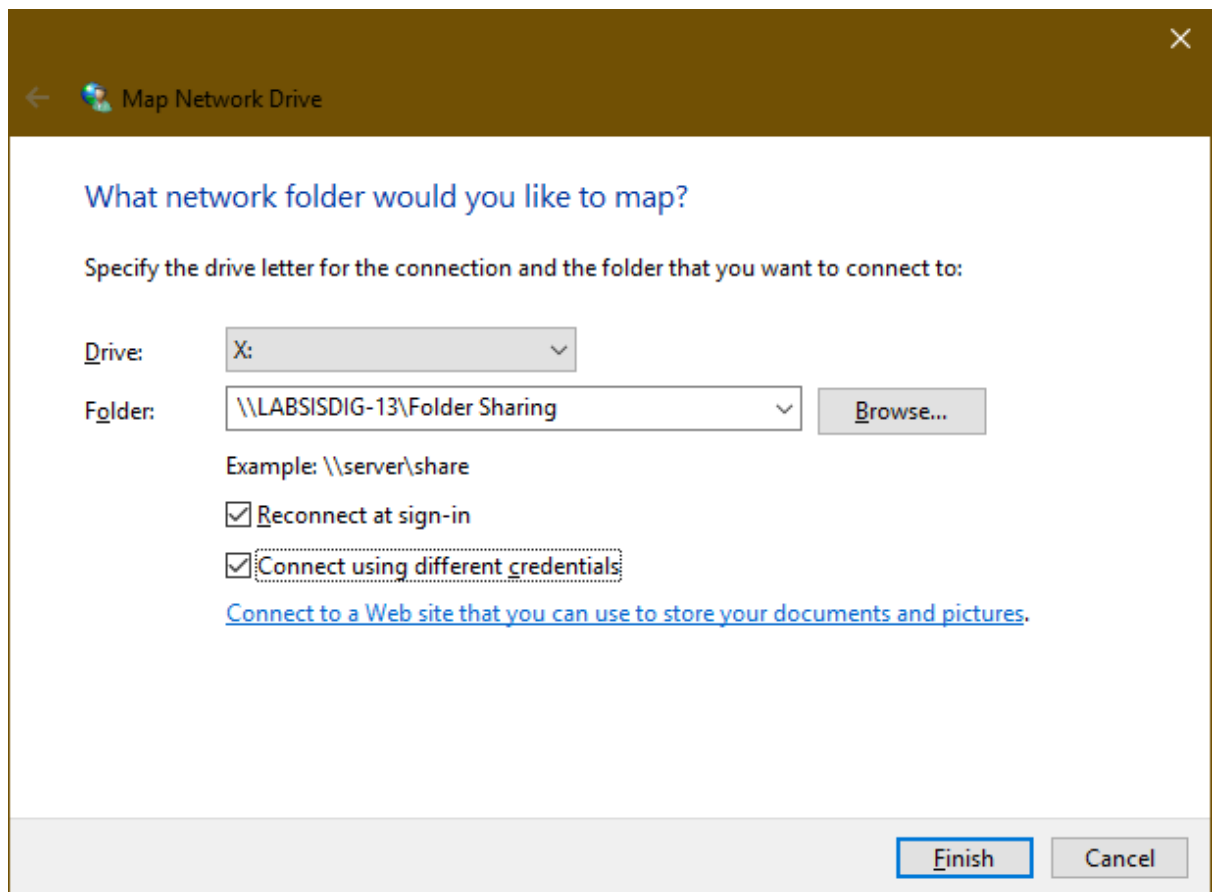 Map Network Drive
What network folder would you like to map?
Specify the drive letter for the connection and the folder that you want to connect to:
Drive: X:
Folder: \\LABSISDIG-13\Folder Sharing Browse...
Example: \\server\share
Reconnect at sign-in
Connect using different credentials
Connect to a Web site that you can use to store your documents and pictures.
Finish Cancel